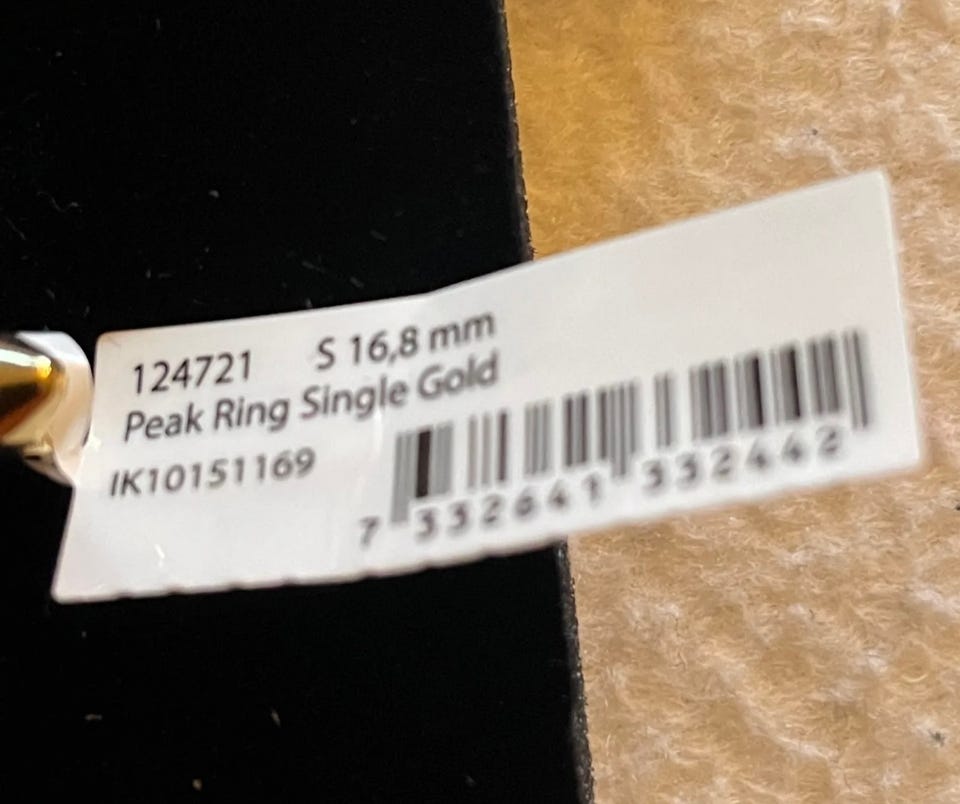 124721 S 16,8 mm
Peak Ring Single Gold
IK10151169
7 332641 332442